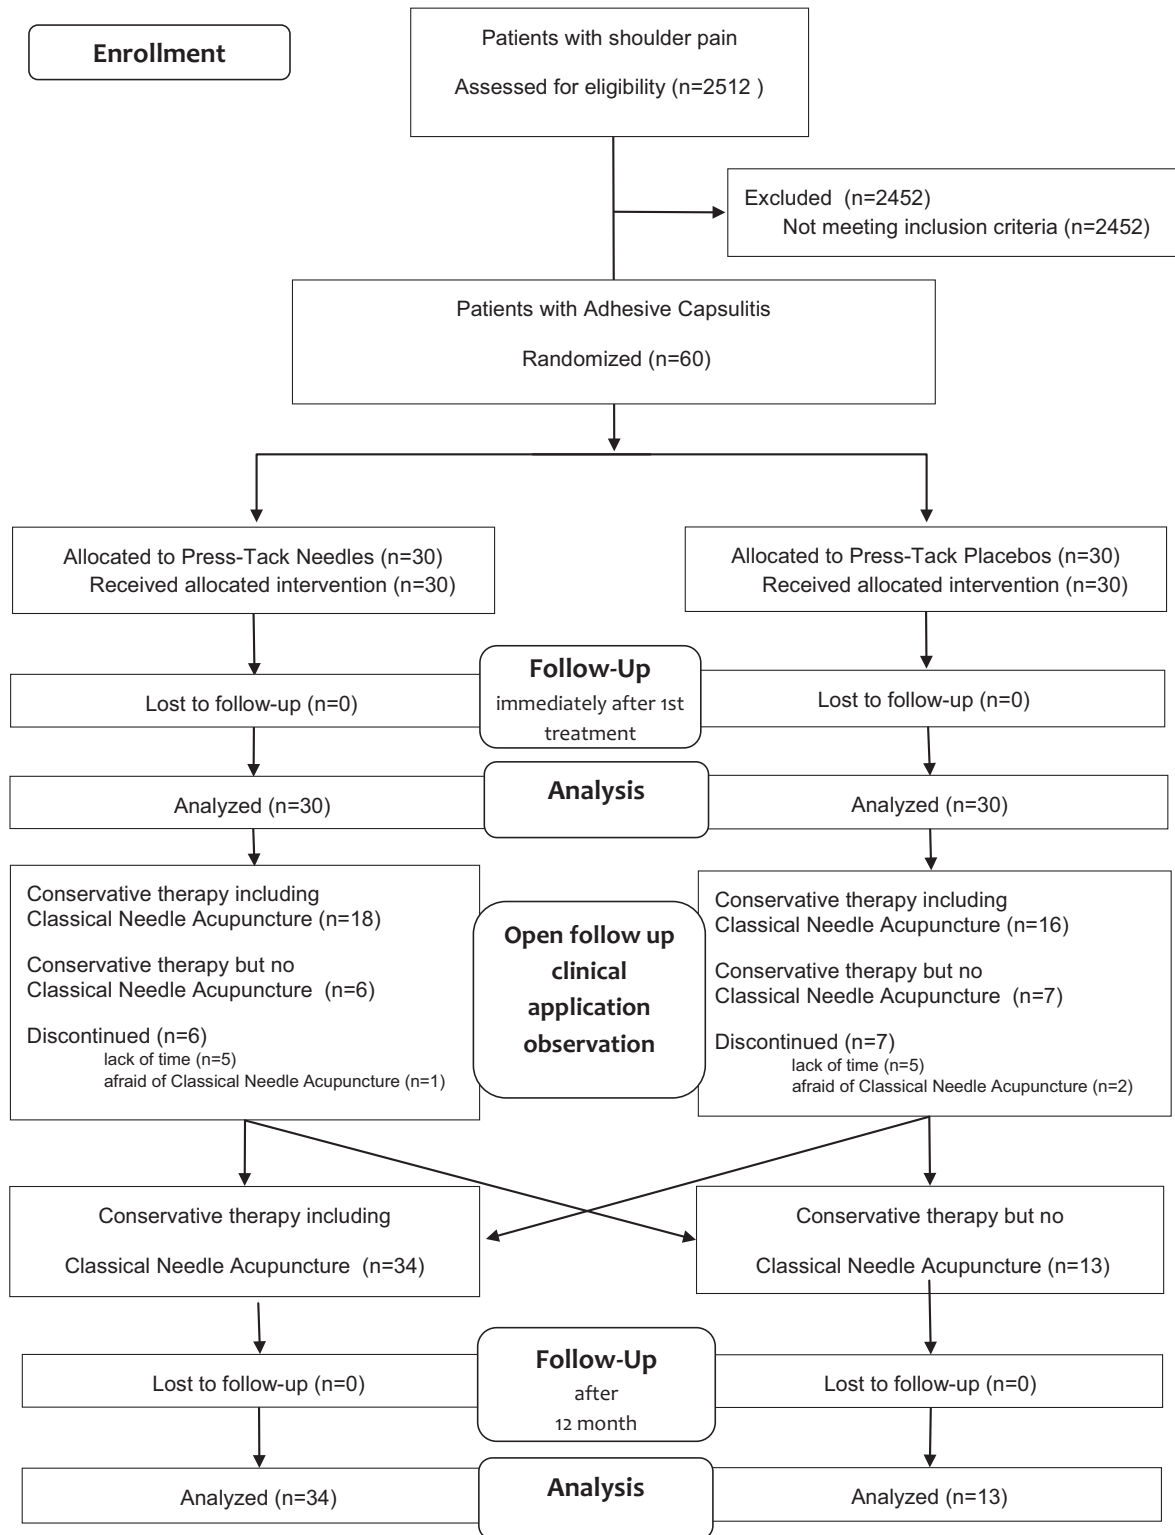 Enrollment
Patients with shoulder pain
Assessed for eligibility (n=2512 )
Excluded  (n=2452)
Not meeting inclusion criteria (n=2452)
Patients with Adhesive Capsulitis
Randomized (n=60)
Allocated to Press-Tack Needles (n=30)
Received allocated intervention (n=30)
Allocated to Press-Tack Placebos (n=30)
Received allocated intervention (n=30)
Follow-Up
immediately after 1st
treatment
Lost to follow-up (n=0)
Lost to follow-up (n=0)
Analysis
Analyzed (n=30)
Analyzed (n=30)
Conservative therapy including
Classical Needle Acupuncture (n=18)
Conservative therapy but no
Classical Needle Acupuncture  (n=6)
Discontinued (n=6)
lack of time (n=5)
afraid of Classical Needle Acupuncture (n=1)
Open follow up
clinical
application
observation
Conservative therapy including
Classical Needle Acupuncture (n=16)
Conservative therapy but no
Classical Needle Acupuncture  (n=7)
Discontinued (n=7)
lack of time (n=5)
afraid of Classical Needle Acupuncture (n=2)
Conservative therapy including
Classical Needle Acupuncture  (n=34)
Conservative therapy but no
Classical Needle Acupuncture (n=13)
Follow-Up
after
12 month
Lost to follow-up (n=0)
Lost to follow-up (n=0)
Analysis
Analyzed (n=34)
Analyzed (n=13)